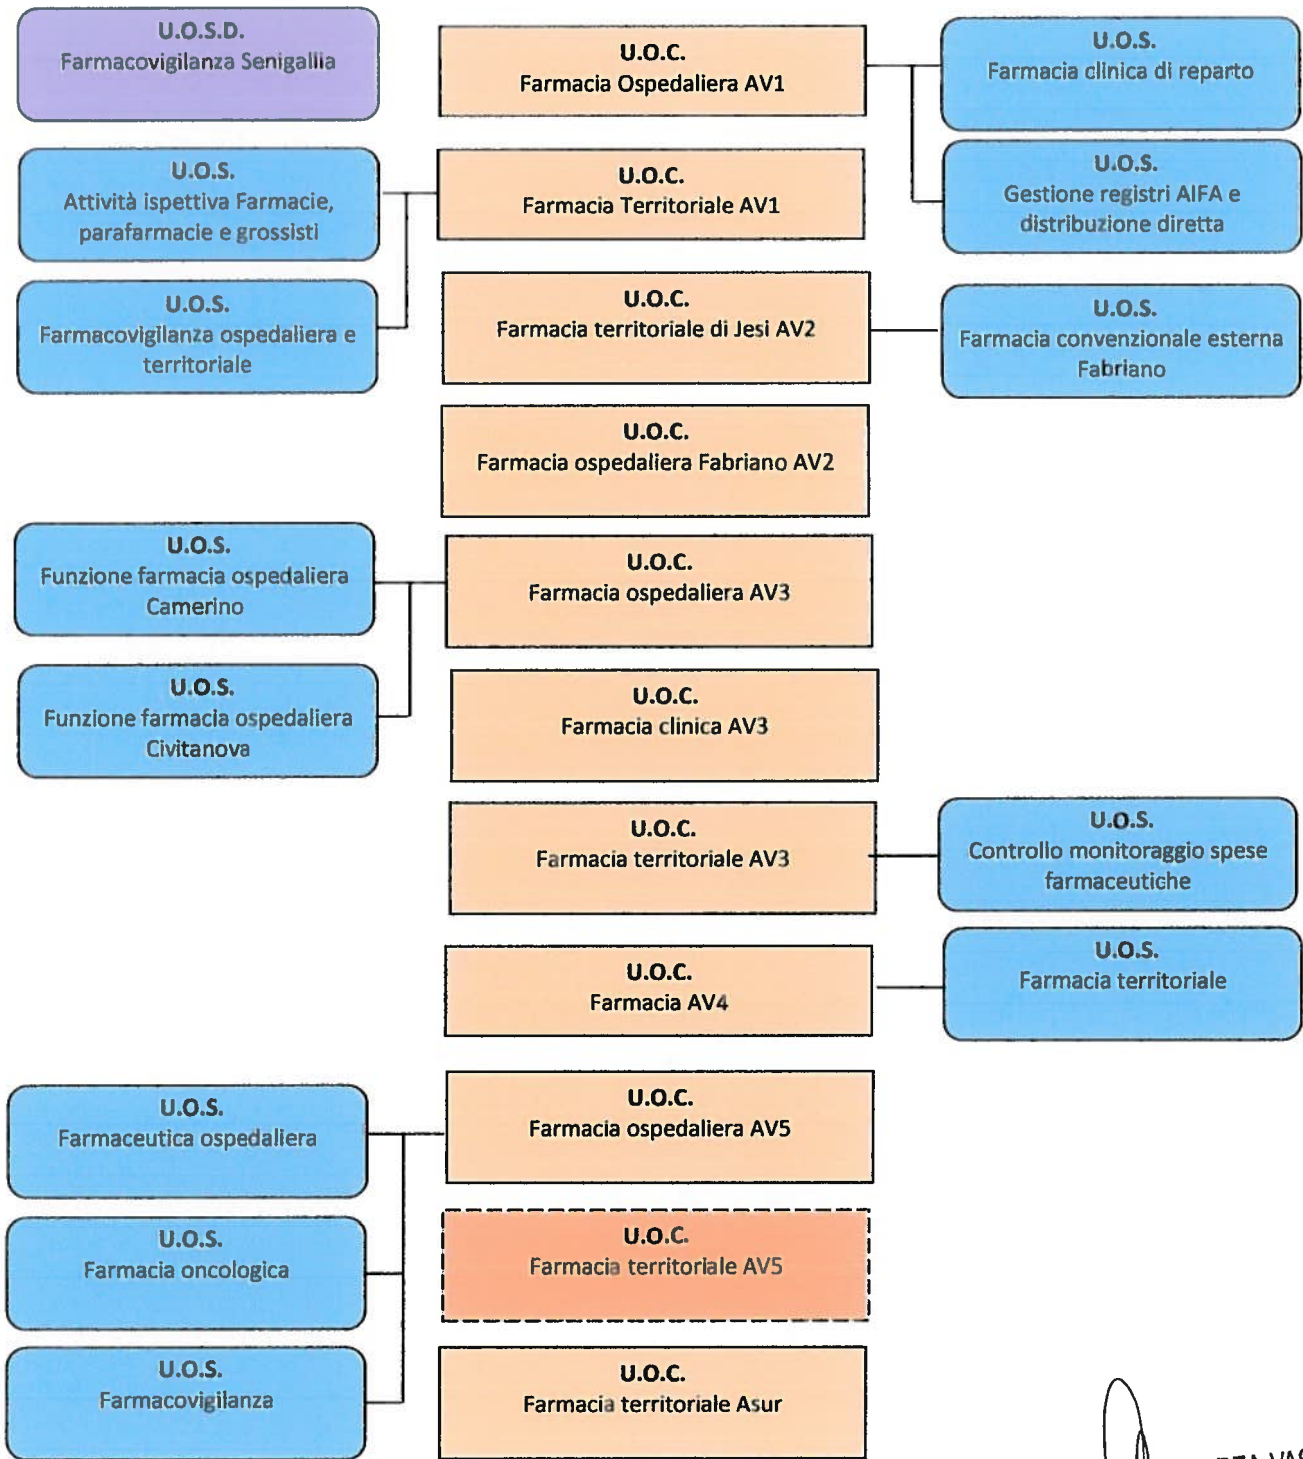 U.O.S.D.
Farmacovigilanza Senigallia
U.O.C.
Farmacia Ospedaliera AV1
U.O.S.
Farmacia clinica di reparto
U.O.S.
Gestione registri AIFA e
distribuzione diretta
U.O.S.
Attività ispettiva Farmacie,
parafarmacie e grossisti
U.O.C.
Farmacia Territoriale AV1
U.O.S.
Farmacovigilanza ospedaliera e
territoriale
U.O.C.
Farmacia territoriale di Jesi AV2
U.O.S.
Farmacia convenzionale esterna
Fabriano
U.O.C.
Farmacia ospedaliera Fabriano AV2
U.O.S.
Funzione farmacia ospedaliera
Camerino
U.O.C.
Farmacia ospedaliera AV3
U.O.S.
Funzione farmacia ospedaliera
Civitanova
U.O.C.
Farmacia clinica AV3
U.O.C.
Farmacia territoriale AV3
U.O.S.
Controllo monitoraggio spese
farmaceutiche
U.O.C.
Farmacia AV4
U.O.S.
Farmacia territoriale
U.O.S.
Farmaceutica ospedaliera
U.O.C.
Farmacia ospedaliera AV5
U.O.S.
Farmacia oncologica
U.O.C.
Farmacia territoriale AV5
U.O.S.
Farmacovigilanza
U.O.C.
Farmacia territoriale Asur